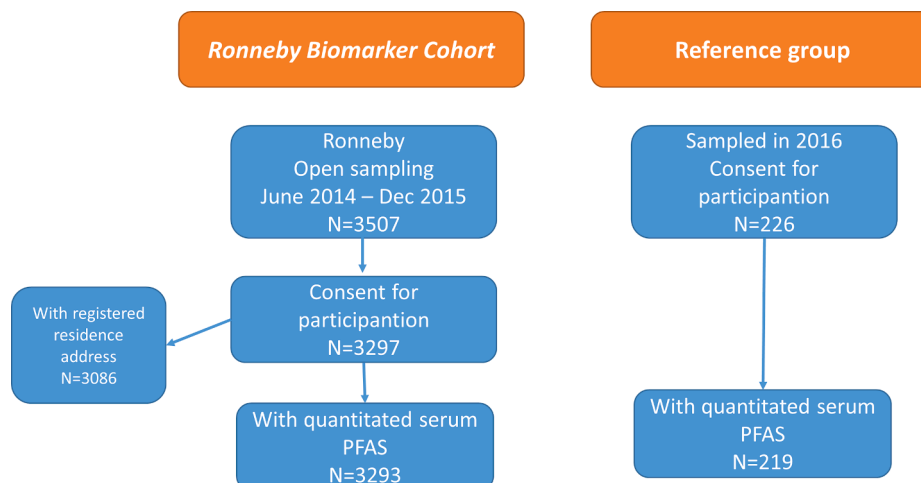 Ronneby Biomarker Cohort
Reference group
Ronneby
Open sampling
June 2014 – Dec 2015
N=3507
Sampled in 2016
Consent for
participantion
N=226
With registered
residence
address
N=3086
Consent for
participantion
N=3297
With quantitated serum
PFAS
N=3293
With quantitated serum
PFAS
N=219